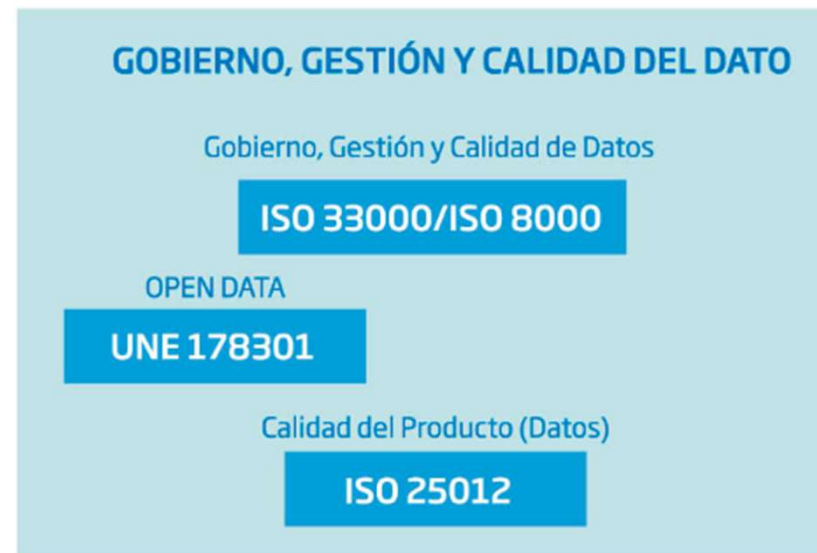 GOBIERNO, GESTIÓN Y CALIDAD DEL DATO
Gobierno, Gestión y Calidad de Datos
ISO 33000/ISO 8000
OPEN DATA
UNE 178301
Calidad del Producto (Datos)
ISO 25012